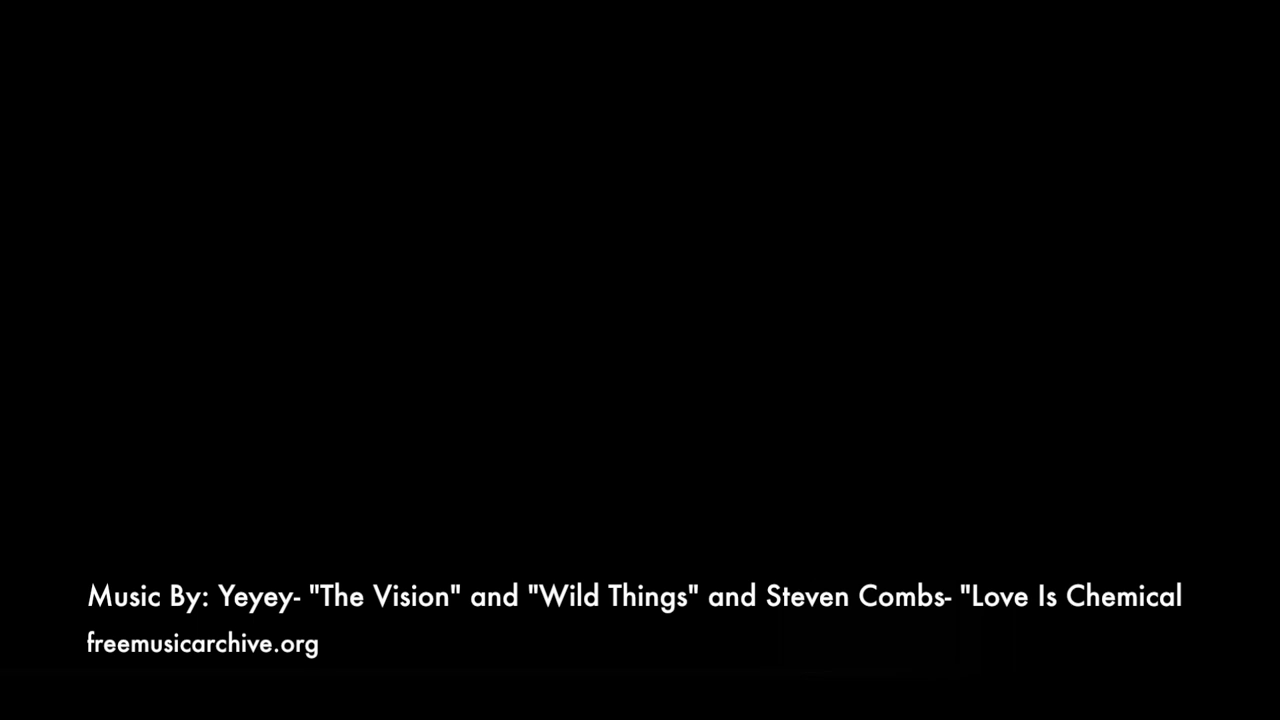 Music By: Yeyey- "The Vision" and "Wild Things" and Steven Combs- "Love Is Chemical
freemusicarchive.org